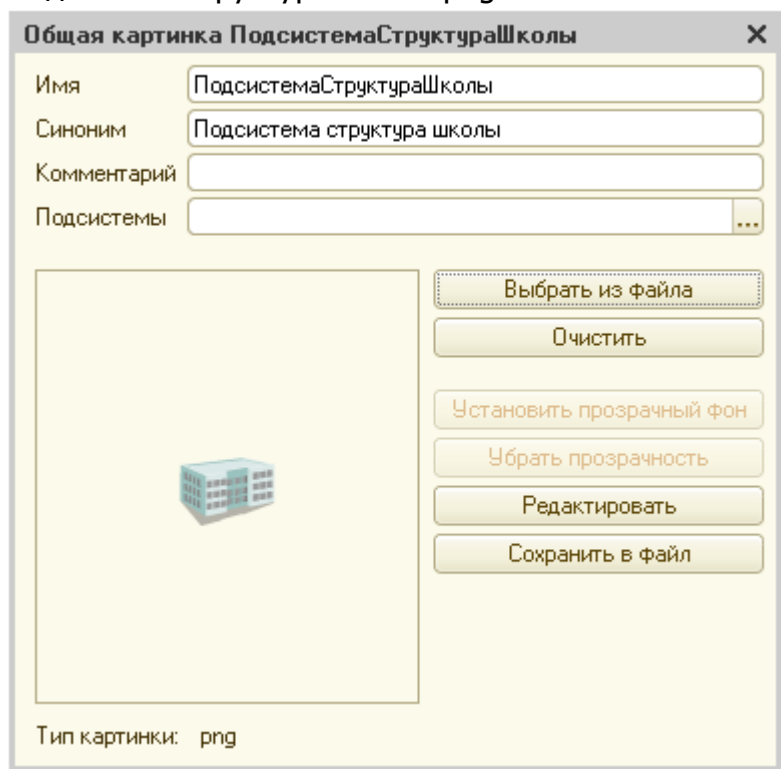 Общая картинка ПодсистемаСтруктураШколы
Имя ПодсистемаСтруктураШколы
Синоним Подсистема структура школы
Комментарий
Подсистемы ...
Выбрать из файла
Очистить
Установить прозрачный фон
Убрать прозрачность
Редактировать
Сохранить в файл
Тип картинки: png